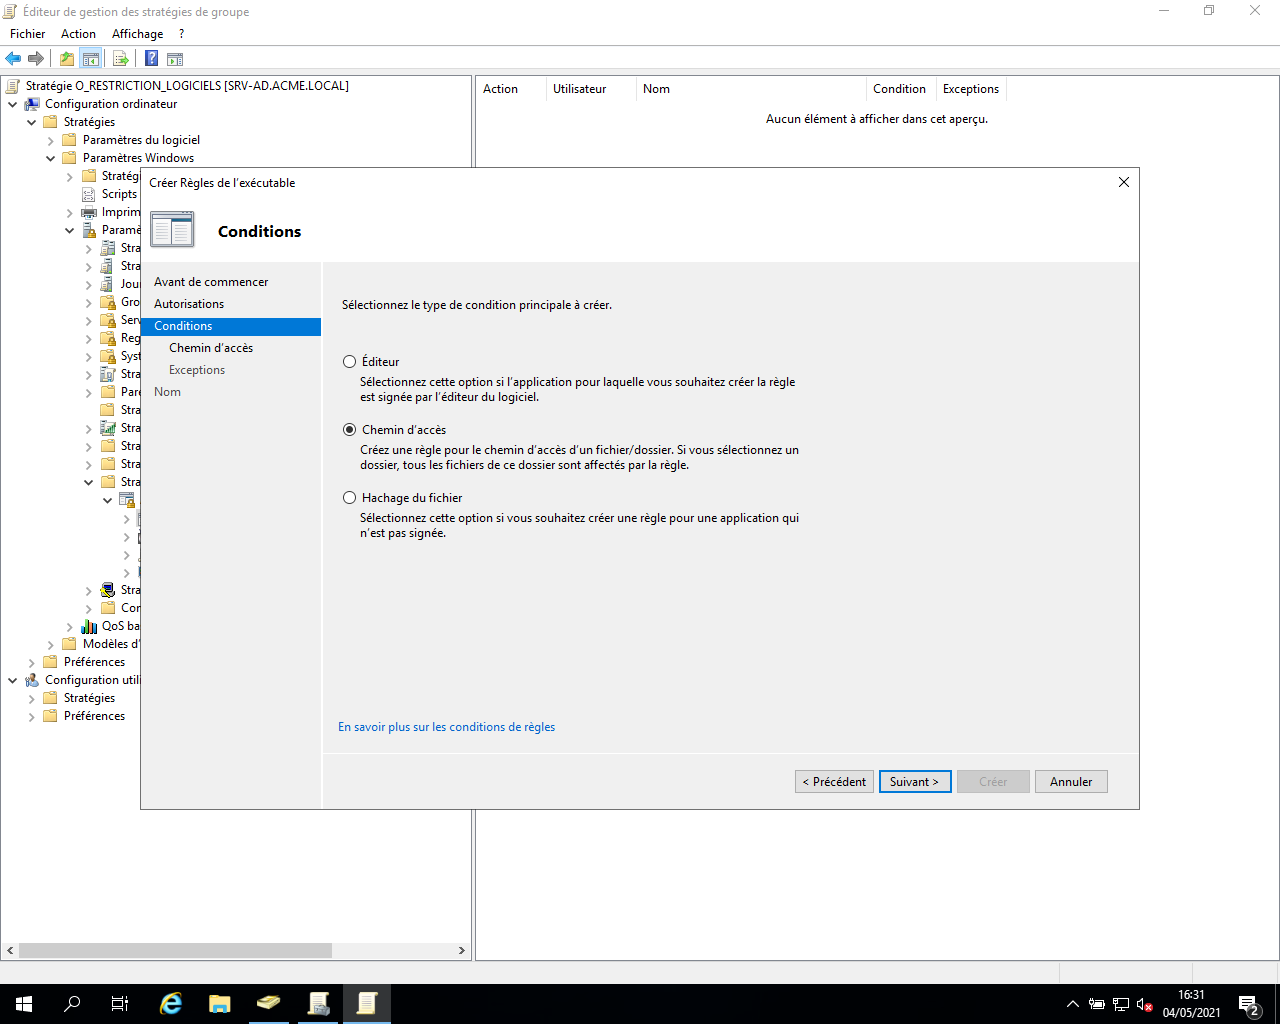 Éditeur de gestion des stratégies de groupe
Fichier Action Affichage ?
Stratégie O_RESTRICTION_LOGICIELS [SRV-AD.ACME.LOCAL]
Configuration ordinateur
Stratégies
Paramètres du logiciel
Paramètres Windows
Stratég
Scripts
Imprim
Paramè
Stra
Stra
Jou
Gro
Serv
Reg
Syst
Stra
Pare
Stra
Stra
Stra
Stra
Stra
Stra
Con
QoS ba
Modèles d'
Préférences
Configuration utili
Stratégies
Préférences
Action Utilisateur Nom Condition Exceptions
Aucun élément à afficher dans cet aperçu.
Créer Règles de l'exécutable
Conditions
Avant de commencer
Autorisations
Conditions
Chemin d'accès
Exceptions
Nom
Sélectionnez le type de condition principale à créer.
Éditeur
Sélectionnez cette option si l'application pour laquelle vous souhaitez créer la règle
est signée par l'éditeur du logiciel.
Chemin d'accès
Créez une règle pour le chemin d'accès d'un fichier/dossier. Si vous sélectionnez un
dossier, tous les fichiers de ce dossier sont affectés par la règle.
Hachage du fichier
Sélectionnez cette option si vous souhaitez créer une règle pour une application qui
n'est pas signée.
En savoir plus sur les conditions de règles
< Précédent Suivant > Créer Annuler
16:31
04/05/2021
2